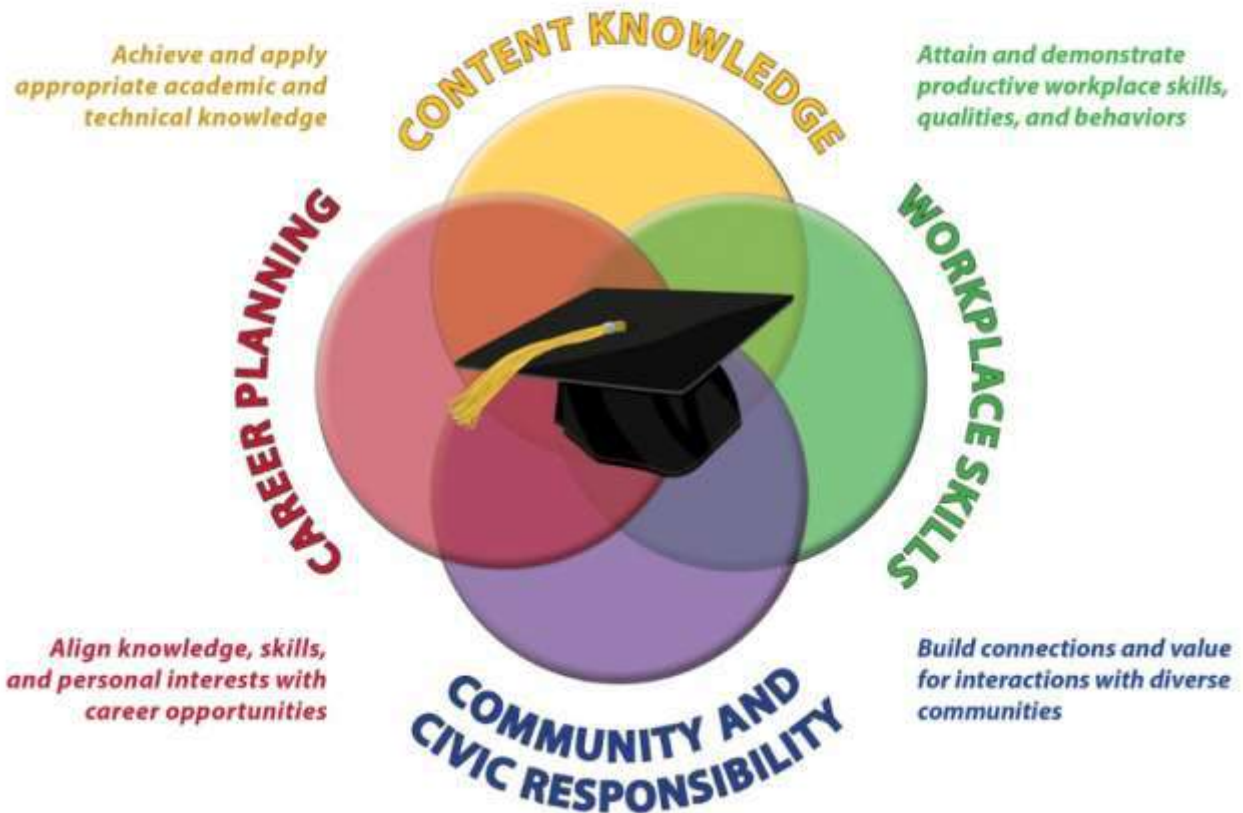 CONTENT KNOWLEDGE
Achieve and apply
appropriate academic and
technical knowledge
Attain and demonstrate
productive workplace skills,
qualities, and behaviors
CAREER PLANNING
WORKPLACE SKILLS
Align knowledge, skills,
and personal interests with
career opportunities
Build connections and value
for interactions with diverse
communities
COMMUNITY AND
CIVIC RESPONSIBILITY